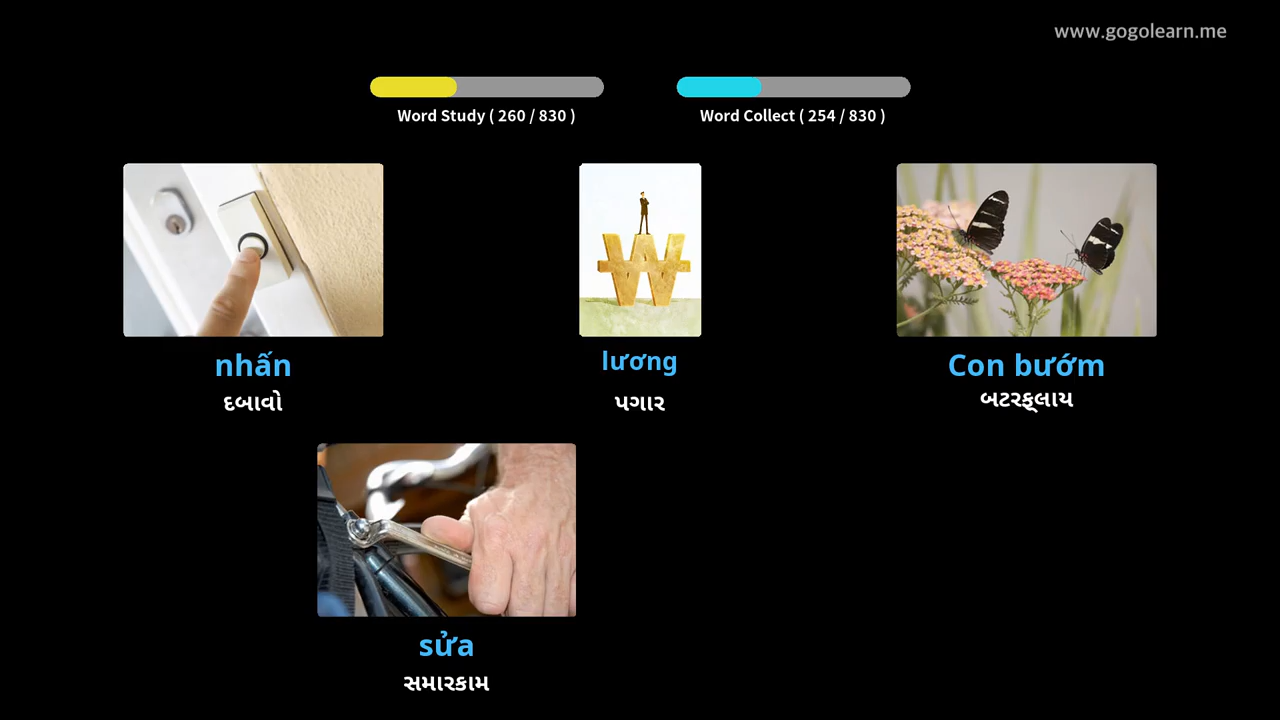 www.gogolearn.me
Word Study ( 260 / 830 )
Word Collect ( 254 / 830 )
nhấn
દબાવો
lương
પગાર
Con bướm
બટરફ્લાય
sửa
સમારકામ